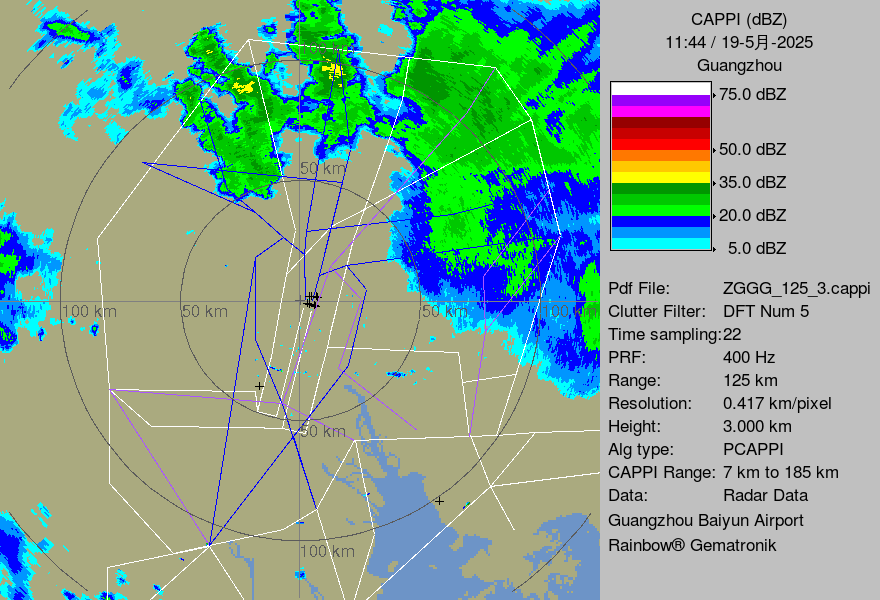 CAPPI (dBZ)
11:44 / 19-5月-2025
Guangzhou
75.0 dBZ
50.0 dBZ
35.0 dBZ
20.0 dBZ
5.0 dBZ
Pdf File: ZGGG_125_3.cappi
Clutter Filter: DFT Num 5
Time sampling:22
PRF: 400 Hz
Range: 125 km
Resolution: 0.417 km/pixel
Height: 3.000 km
Alg type: PCAPPI
CAPPI Range: 7 km to 185 km
Data: Radar Data
Guangzhou Baiyun Airport
Rainbow® Gematronik
100 km
50 km
100 km
50 km
50 km
100 km
50 km
100 km